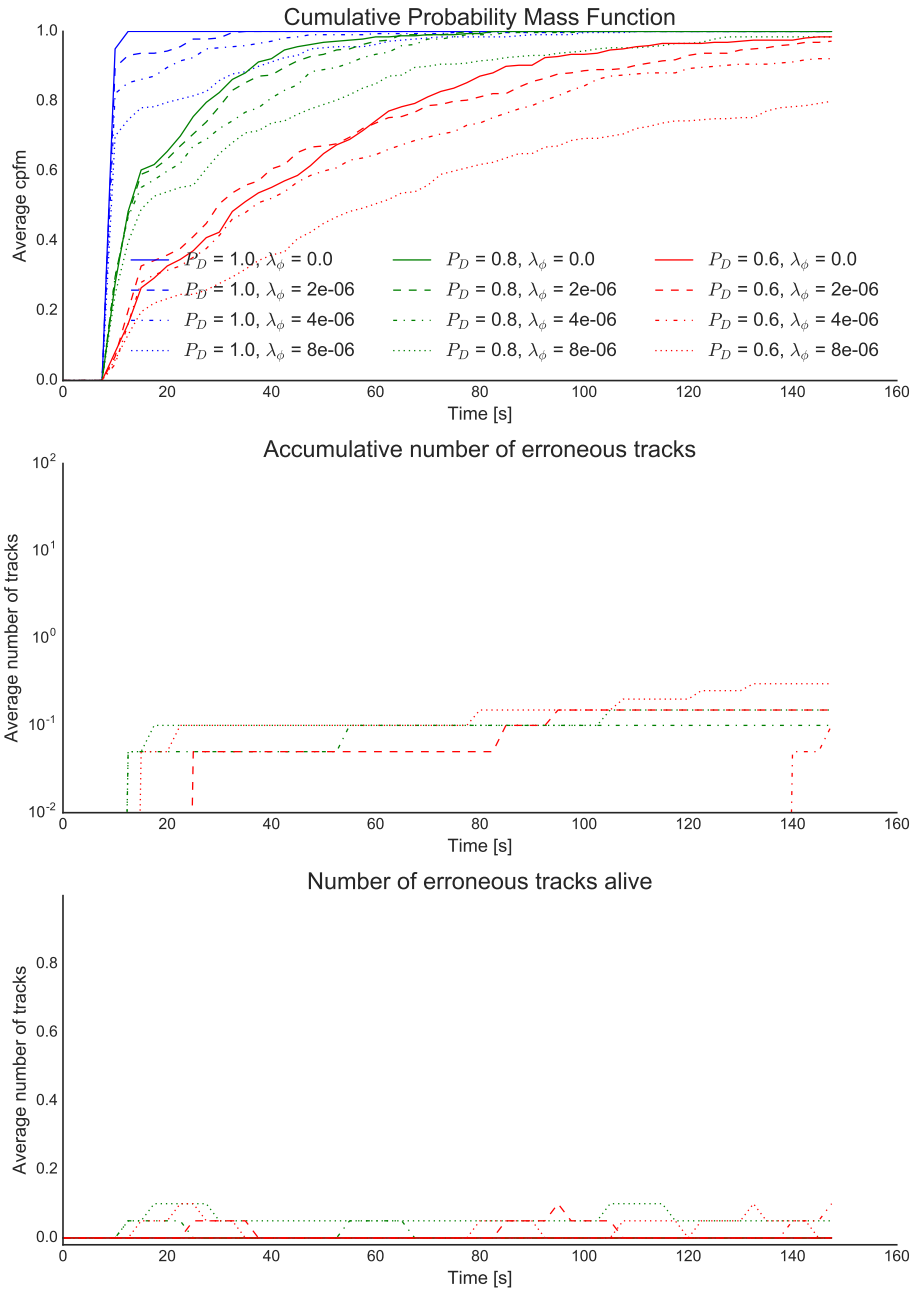 Cumulative Probability Mass Function
1.0
0.8
0.6
0.4
0.2
0.0
Average cpfm
P_D = 1.0, λ_ϕ = 0.0
P_D = 1.0, λ_ϕ = 2e-06
P_D = 1.0, λ_ϕ = 4e-06
P_D = 1.0, λ_ϕ = 8e-06
P_D = 0.8, λ_ϕ = 0.0
P_D = 0.8, λ_ϕ = 2e-06
P_D = 0.8, λ_ϕ = 4e-06
P_D = 0.8, λ_ϕ = 8e-06
P_D = 0.6, λ_ϕ = 0.0
P_D = 0.6, λ_ϕ = 2e-06
P_D = 0.6, λ_ϕ = 4e-06
P_D = 0.6, λ_ϕ = 8e-06
0 20 40 60 80 100 120 140 160
Time [s]
Accumulative number of erroneous tracks
10^2
10^1
10^0
10^-1
10^-2
Average number of tracks
0 20 40 60 80 100 120 140 160
Time [s]
Number of erroneous tracks alive
0.8
0.6
0.4
0.2
0.0
Average number of tracks
0 20 40 60 80 100 120 140 160
Time [s]